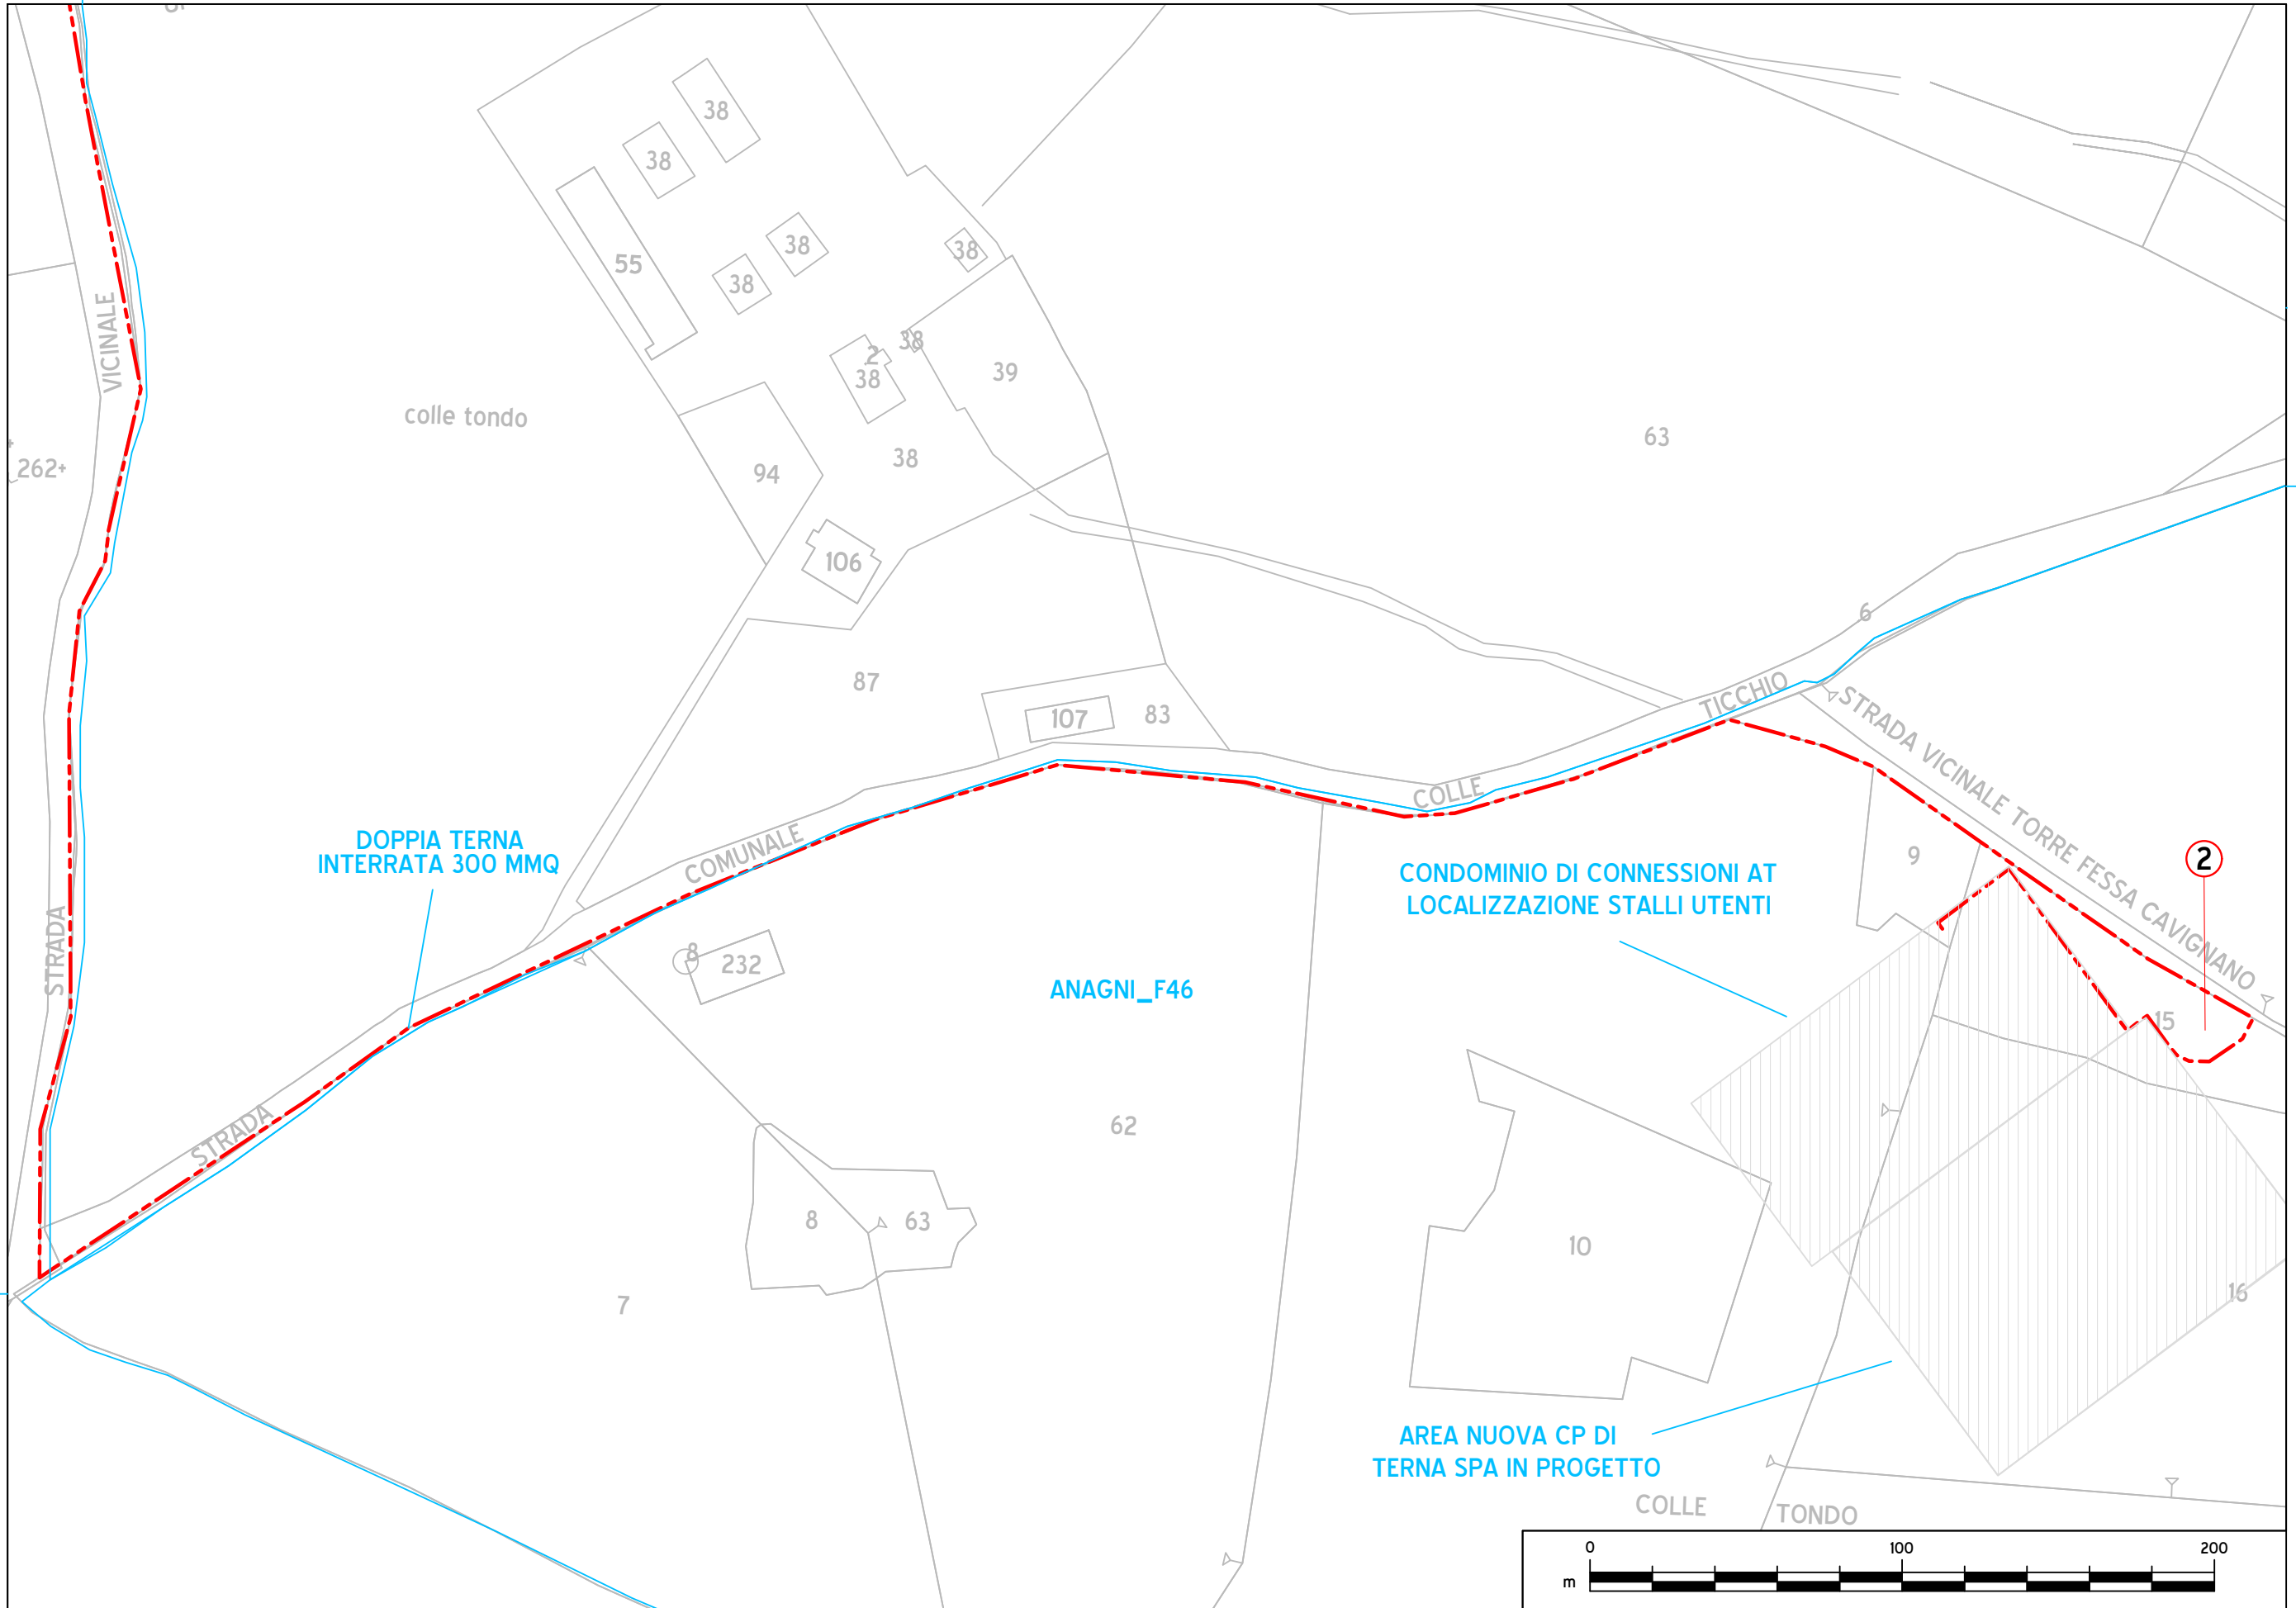 38
38
55
38
38
38
38
2
38
39
VICINALE
colle tondo
262+
94
38
63
106
6
87
107
83
TICCHIO
STRADA VICINALE TORRE FESSA CAVIGNANO
COLLE
COMUNALE
DOPPIA TERNA
INTERRATA 300 MMQ
CONDOMINIO DI CONNESSIONI AT
LOCALIZZAZIONE STALLI UTENTI
9
2
STRADA
8
232
ANAGNI_F46
15
STRADA
62
8
63
10
7
16
AREA NUOVA CP DI
TERNA SPA IN PROGETTO
COLLE TONDO
0 100 200
m